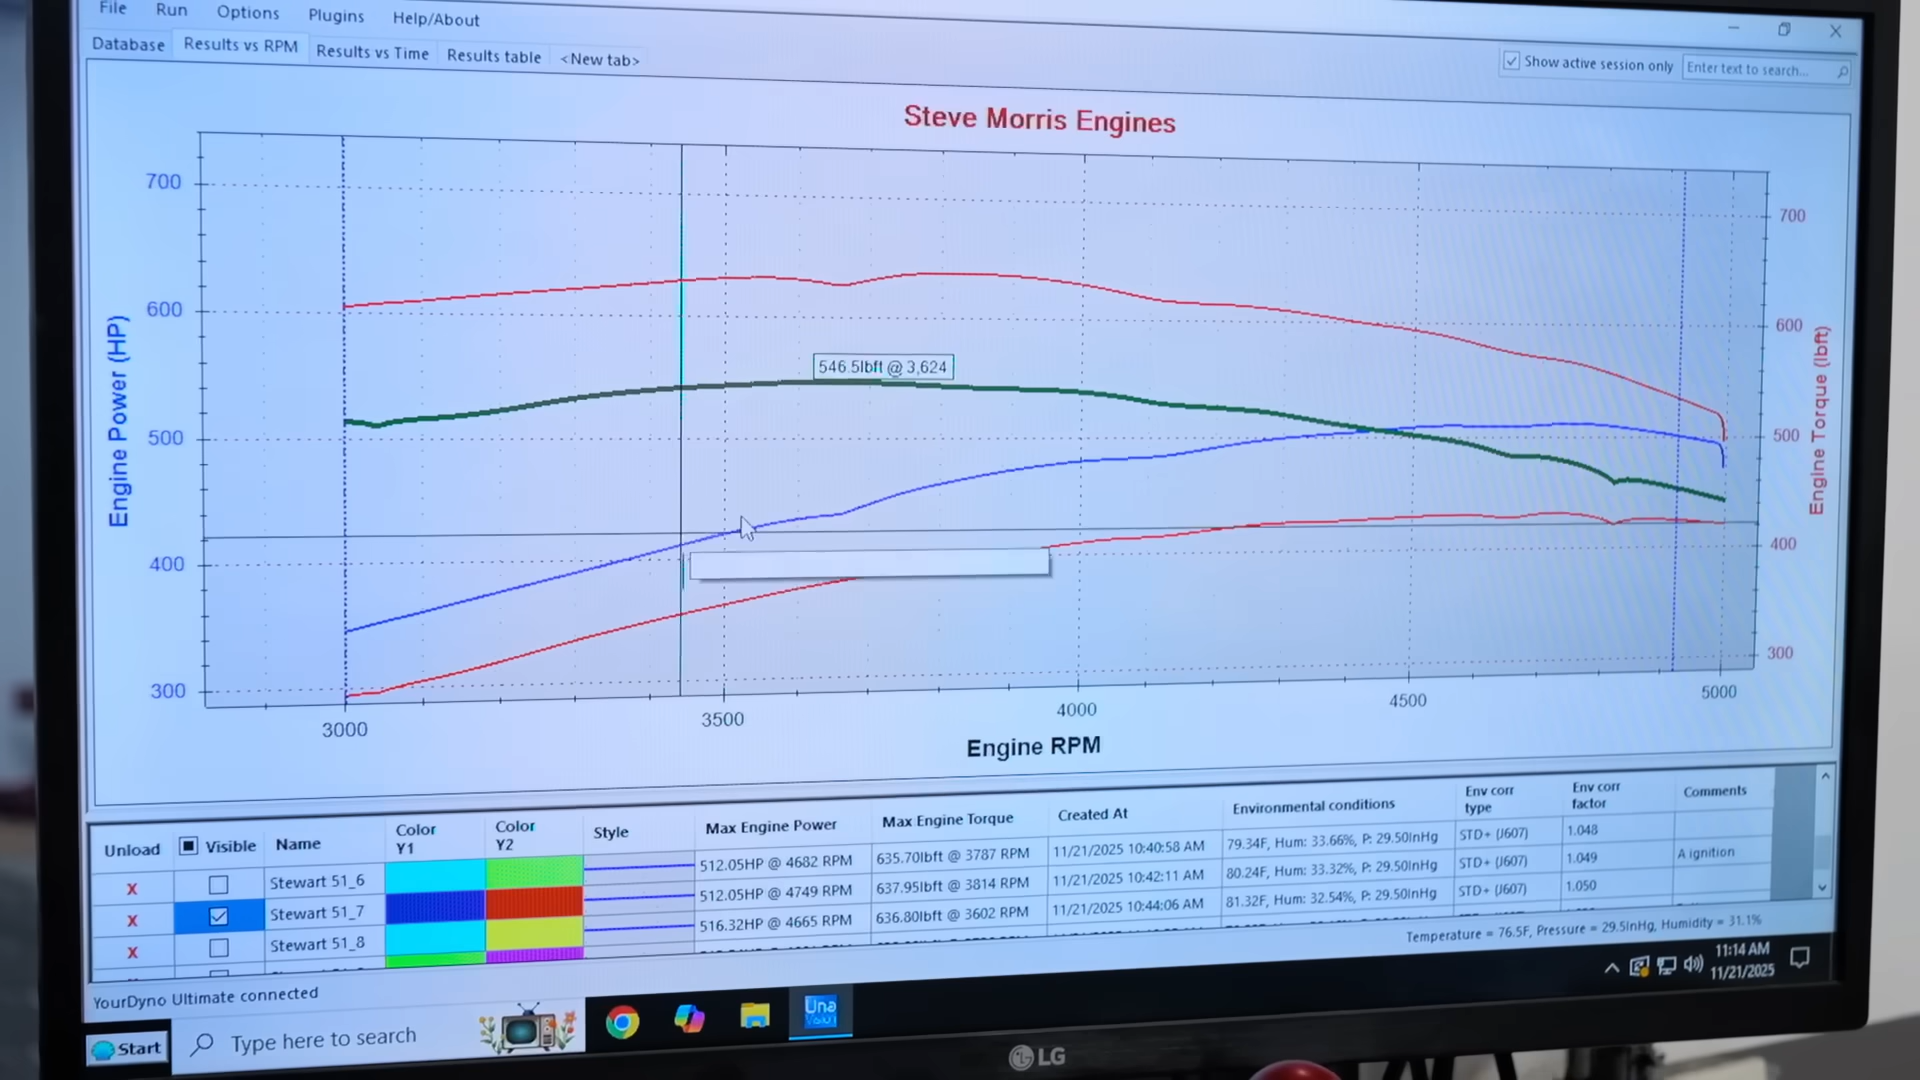 File Run Options Plugins Help/About
Database Results vs RPM Results vs Time Results table <New tab>
Show active session only Enter text to search...
Steve Morris Engines
700
600
500
400
300
Engine Power (HP)
546.5lbft @ 3,624
700
600
500
400
300
Engine Torque (lbft)
3000 3500 4000 4500 5000
Engine RPM
Unload Visible Name Color Y1 Color Y2 Style Max Engine Power Max Engine Torque Created At Environmental conditions Env corr type Env corr factor Comments
X Stewart 51_6 512.05HP @ 4682 RPM 635.70lbft @ 3787 RPM 11/21/2025 10:40:58 AM 79.34F, Hum: 33.66%, P: 29.50InHg STD+ (J607) 1.048
X Stewart 51_7 512.05HP @ 4749 RPM 637.95lbft @ 3814 RPM 11/21/2025 10:42:11 AM 80.24F, Hum: 33.32%, P: 29.50InHg STD+ (J607) 1.049 A ignition
X Stewart 51_8 516.32HP @ 4665 RPM 636.80lbft @ 3602 RPM 11/21/2025 10:44:06 AM 81.32F, Hum: 32.54%, P: 29.50InHg STD+ (J607) 1.050
Temperature = 76.5F, Pressure = 29.5InHg, Humidity = 31.1%
YourDyno Ultimate connected
Start Type here to search
Una
11:14 AM
11/21/2025
LG